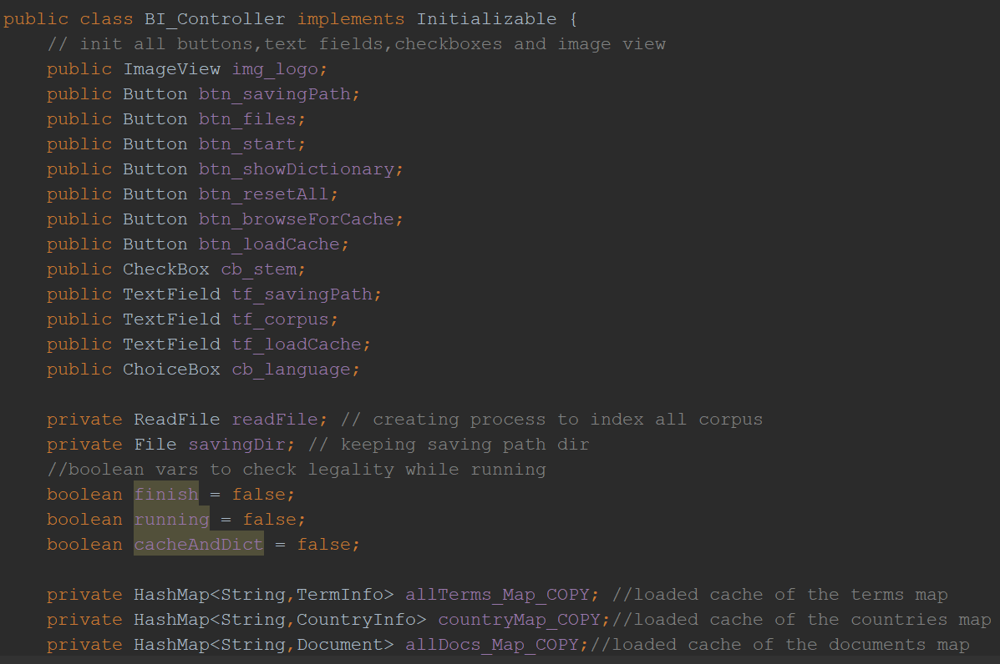 public class BI_Controller implements Initializable {
// init all buttons,text fields,checkboxes and image view
public ImageView img_logo;
public Button btn_savingPath;
public Button btn_files;
public Button btn_start;
public Button btn_showDictionary;
public Button btn_resetAll;
public Button btn_browseForCache;
public Button btn_loadCache;
public CheckBox cb_stem;
public TextField tf_savingPath;
public TextField tf_corpus;
public TextField tf_loadCache;
public ChoiceBox cb_language;
private ReadFile readFile; // creating process to index all corpus
private File savingDir; // keeping saving path dir
//boolean vars to check legality while running
boolean finish = false;
boolean running = false;
boolean cacheAndDict = false;
private HashMap<String,TermInfo> allTerms_Map_COPY; //loaded cache of the terms map
private HashMap<String,CountryInfo> countryMap_COPY;//loaded cache of the countries map
private HashMap<String,Document> allDocs_Map_COPY;//loaded cache of the documents map